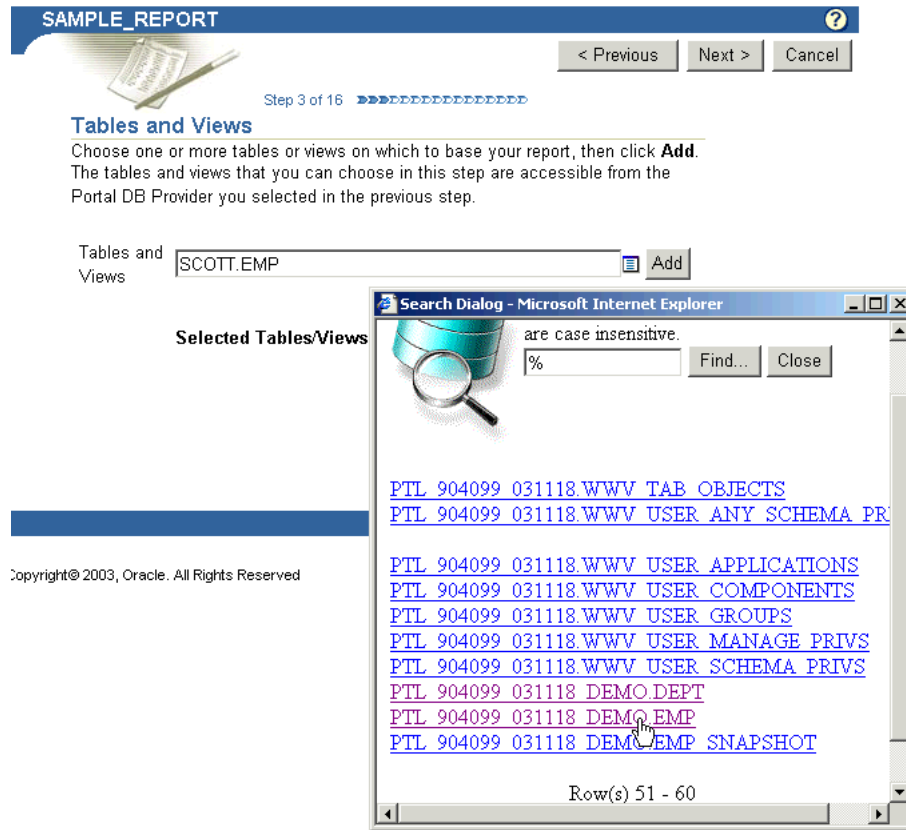 SAMPLE_REPORT
?
< Previous Next > Cancel
Step 3 of 16
Tables and Views
Choose one or more tables or views on which to base your report, then click Add.
The tables and views that you can choose in this step are accessible from the
Portal DB Provider you selected in the previous step.
Tables and
Views
SCOTT.EMP
Add
Selected Tables/Views
Search Dialog - Microsoft Internet Explorer
are case insensitive.
%
Find... Close
PTL_904099_031118.WWV_TAB_OBJECTS
PTL_904099_031118.WWV_USER_ANY_SCHEMA_PR
PTL_904099_031118.WWV_USER_APPLICATIONS
PTL_904099_031118.WWV_USER_COMPONENTS
PTL_904099_031118.WWV_USER_GROUPS
PTL_904099_031118.WWV_USER_MANAGE_PRIVS
PTL_904099_031118.WWV_USER_SCHEMA_PRIVS
PTL_904099_031118_DEMO.DEPT
PTL_904099_031118_DEMO.EMP
PTL_904099_031118_DEMO.EMP_SNAPSHOT
Row(s) 51 - 60
Copyright© 2003, Oracle. All Rights Reserved